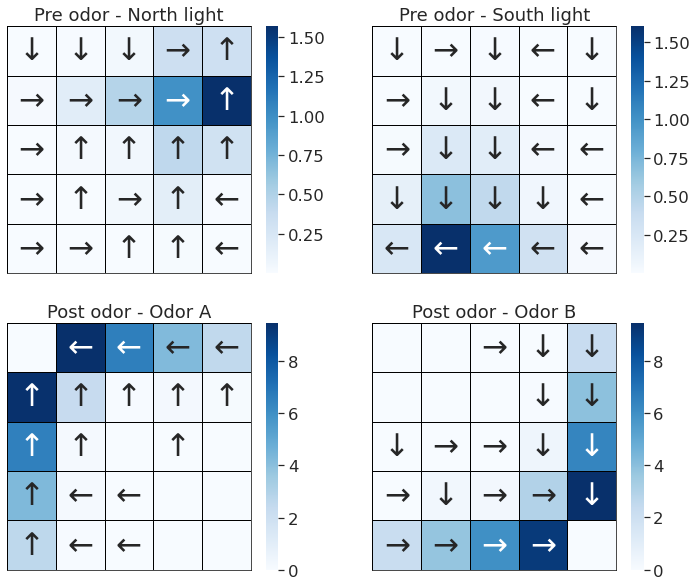 Pre odor - North light
↓ ↓ ↓ → ↑
→ → → → ↑
→ ↑ ↑ ↑ ↑
→ ↑ → ↑ ←
→ → ↑ ↑ ←
1.50
1.25
1.00
0.75
0.50
0.25
Pre odor - South light
↓ → ↓ ← ↓
→ ↓ ↓ ← ↓
→ ↓ ↓ ← ←
↓ ↓ ↓ ↓ ←
← ← ← ← ←
1.50
1.25
1.00
0.75
0.50
0.25
Post odor - Odor A
← ← ← ←
↑ ↑ ↑ ↑ ↑
↑ ↑ ↑
↑ ← ←
↑ ← ←
8
6
4
2
0
Post odor - Odor B
→ ↓ ↓
↓ ↓
↓ → → ↓ ↓
→ ↓ → → ↓
→ → → →
8
6
4
2
0